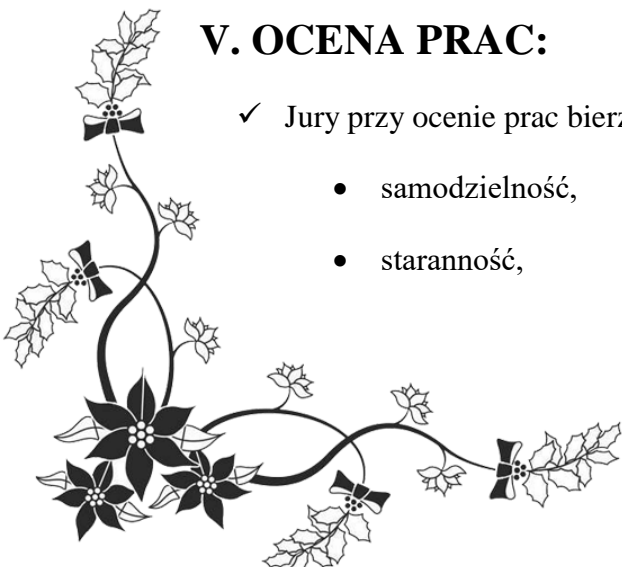 V. OCENA PRAC:
✓ Jury przy ocenie prac bierz
• samodzielność,
• staranność,